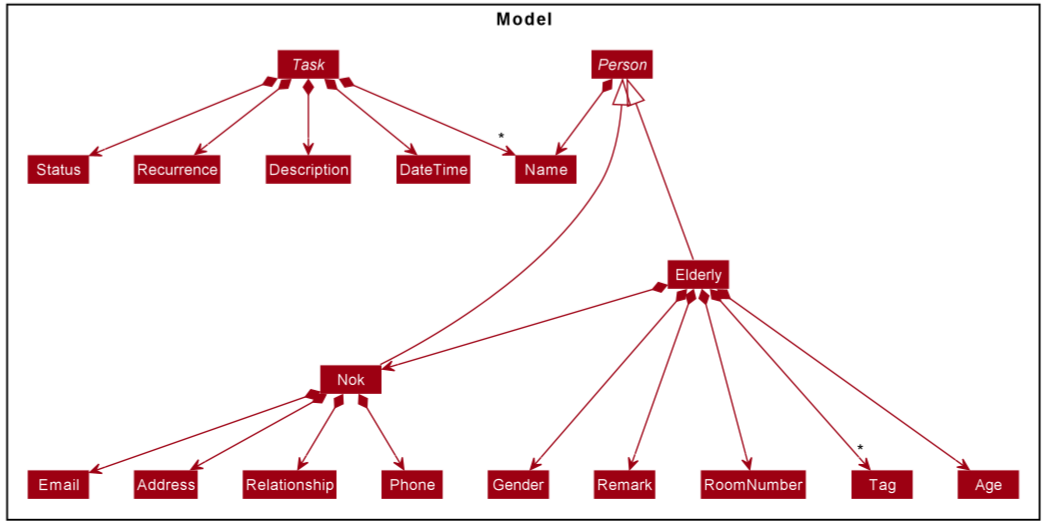 Model
Task
Person
*
Status
Recurrence
Description
DateTime
Name
Elderly
Nok
*
Email
Address
Relationship
Phone
Gender
Remark
RoomNumber
Tag
Age